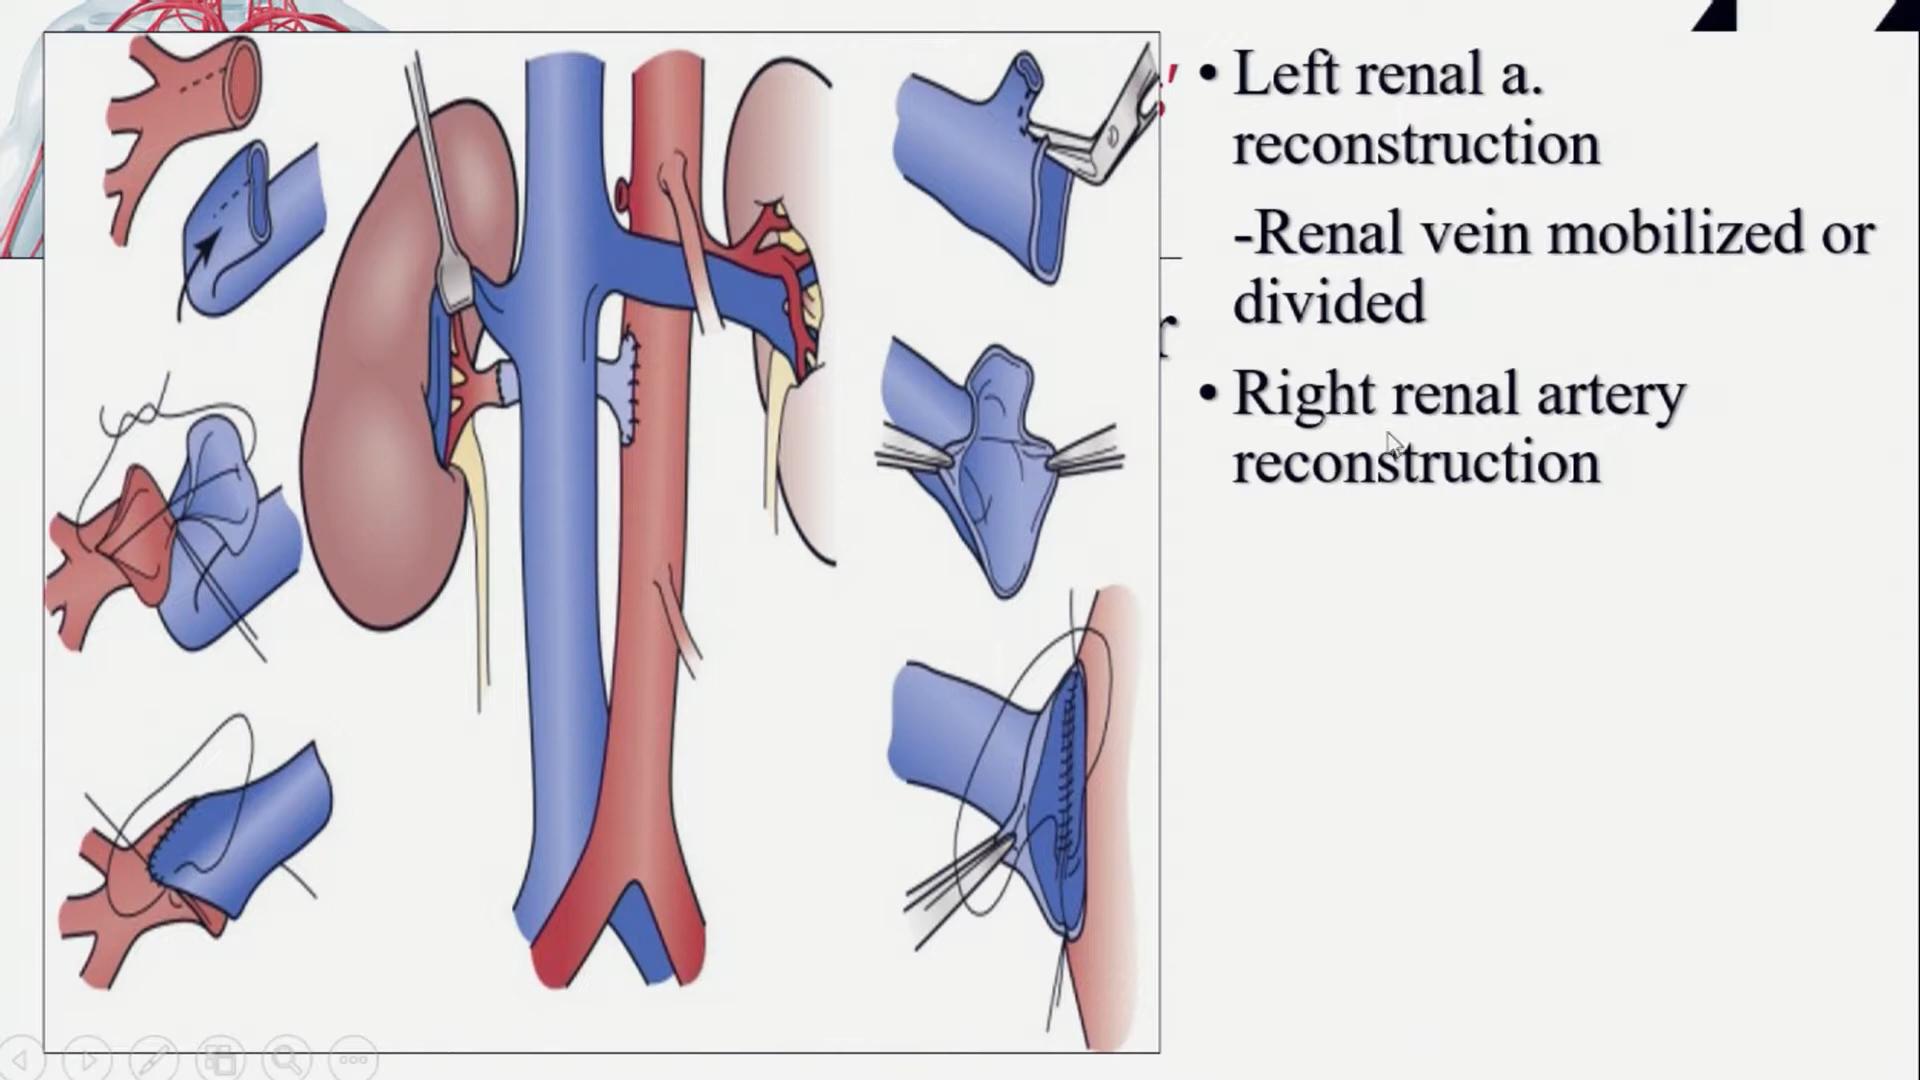 • Left renal a.
reconstruction
-Renal vein mobilized or
divided
• Right renal artery
reconstruction